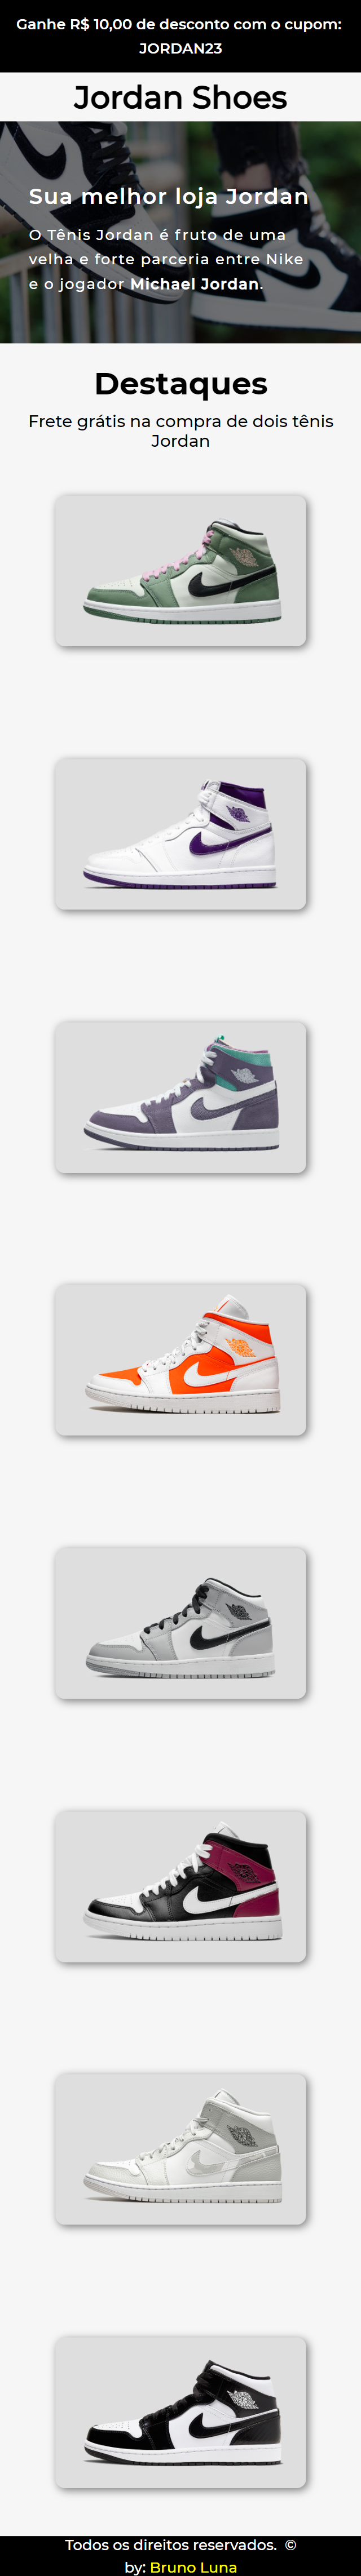 Ganhe R$ 10,00 de desconto com o cupom:
JORDAN23
Jordan Shoes
Sua melhor loja Jordan
O Tênis Jordan é fruto de uma
velha e forte parceria entre Nike
e o jogador Michael Jordan.
Destaques
Frete grátis na compra de dois tênis
Jordan
Todos os direitos reservados. ©
by: Bruno Luna